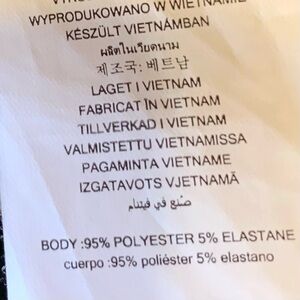 WYPRODUKOWANO W WIETNAMIE
KÉSZÜLT VIETNÁMBAN
ผลิตในเวียดนาม
제조국: 베트남
LAGET I VIETNAM
FABRICAT ÎN VIETNAM
TILLVERKAD I VIETNAM
VALMISTETTU VIETNAMISSA
PAGAMINTA VIETNAME
IZGATAVOTS VJETNAMĀ
صُنع في فيتنام
BODY :95% POLYESTER 5% ELASTANE
cuerpo :95% poliéster 5% elastano